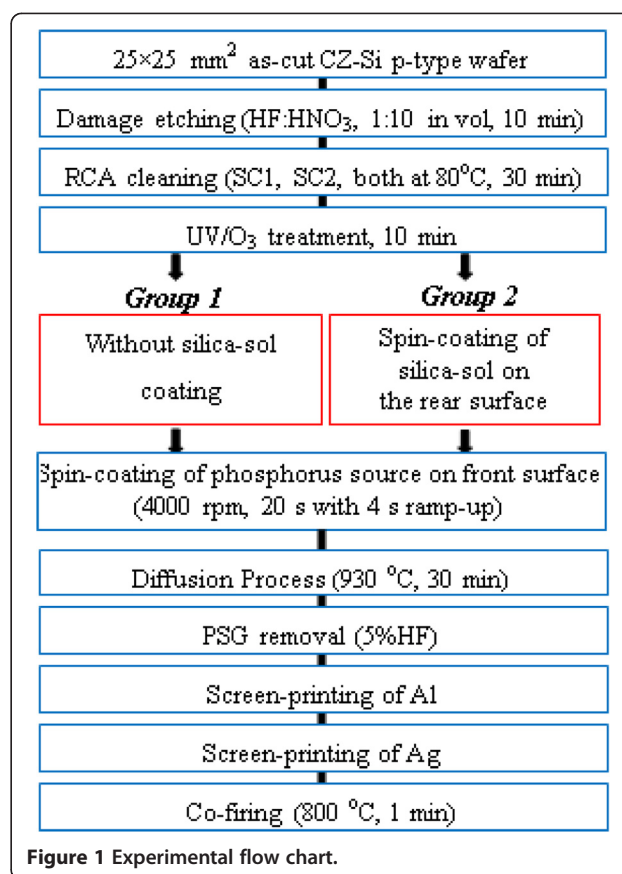 25×25 mm² as-cut CZ-Si p-type wafer
Damage etching (HF:HNO₃, 1:10 in vol, 10 min)
RCA cleaning (SC1, SC2, both at 80°C, 30 min)
UV/O₃ treatment, 10 min
Group 1
Without silica-sol
coating
Group 2
Spin-coating of
silica-sol on
the rear surface
Spin-coating of phosphorus source on front surface
(4000 rpm, 20 s with 4 s ramp-up)
Diffusion Process (930 °C, 30 min)
PSG removal (5%HF)
Screen-printing of Al
Screen-printing of Ag
Co-firing (800 °C, 1 min)
Figure 1 Experimental flow chart.